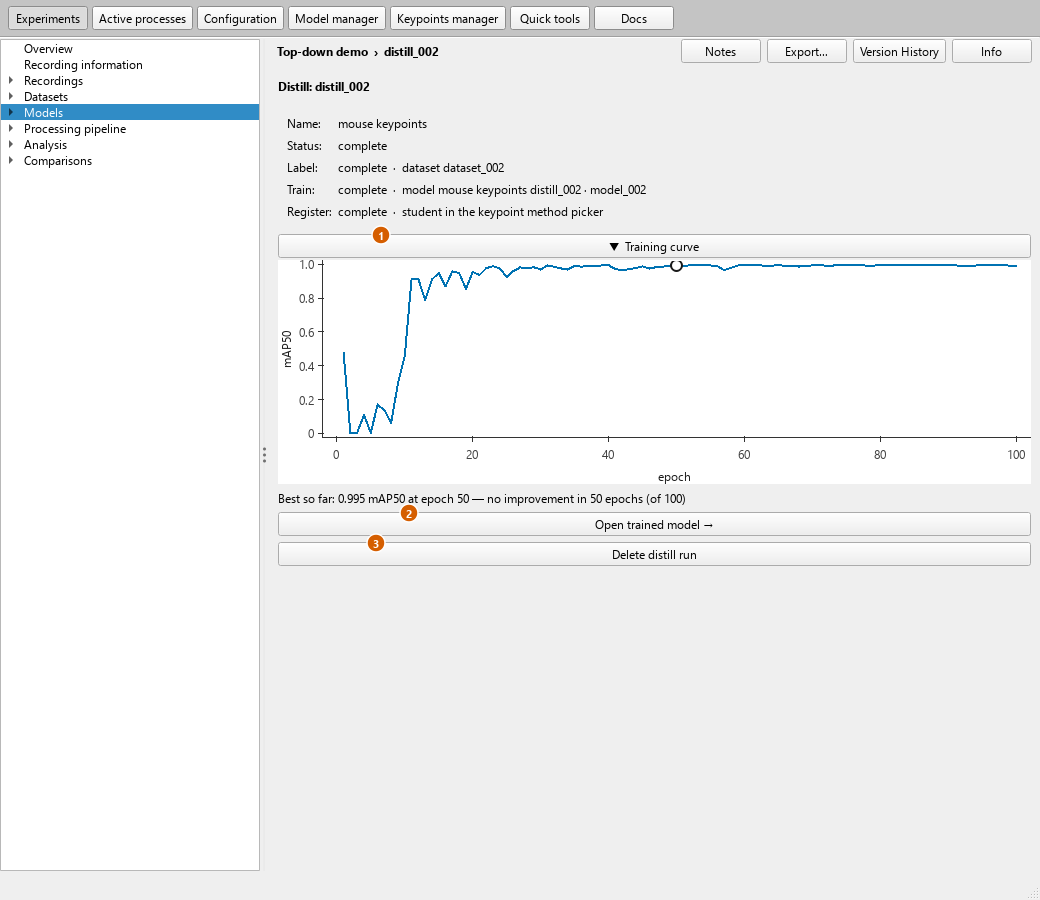 Experiments Active processes Configuration Model manager Keypoints manager Quick tools Docs
Overview
Recording information
Recordings
Datasets
Models
Processing pipeline
Analysis
Comparisons
Top-down demo › distill_002
Notes Export... Version History Info
Distill: distill_002
Name: mouse keypoints
Status: complete
Label: complete · dataset dataset_002
Train: complete · model mouse keypoints distill_002 · model_002
Register: complete · student in the keypoint method picker
1
▼ Training curve
1.0
0.8
0.6
0.4
0.2
0
mAP50
0 20 40 60 80 100
epoch
Best so far: 0.995 mAP50 at epoch 50 — no improvement in 50 epochs (of 100)
2
Open trained model →
3
Delete distill run